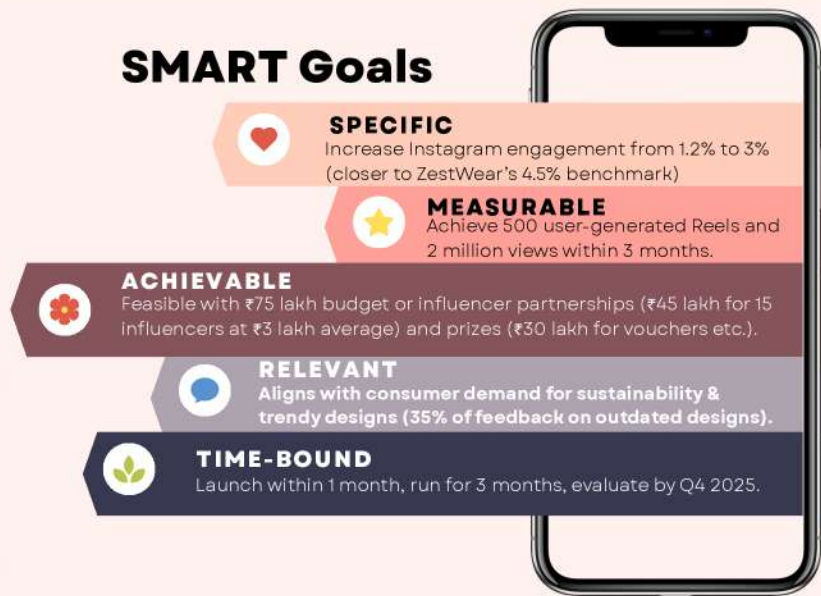 SMART Goals
SPECIFIC
Increase Instagram engagement from 1.2% to 3%
(closer to ZestWear's 4.5% benchmark)
MEASURABLE
Achieve 500 user-generated Reels and
2 million views within 3 months.
ACHIEVABLE
Feasible with ₹75 lakh budget or influencer partnerships (₹45 lakh for 15
influencers at ₹3 lakh average) and prizes (₹30 lakh for vouchers etc.).
RELEVANT
Aligns with consumer demand for sustainability &
trendy designs (35% of feedback on outdated designs).
TIME-BOUND
Launch within 1 month, run for 3 months, evaluate by Q4 2025.